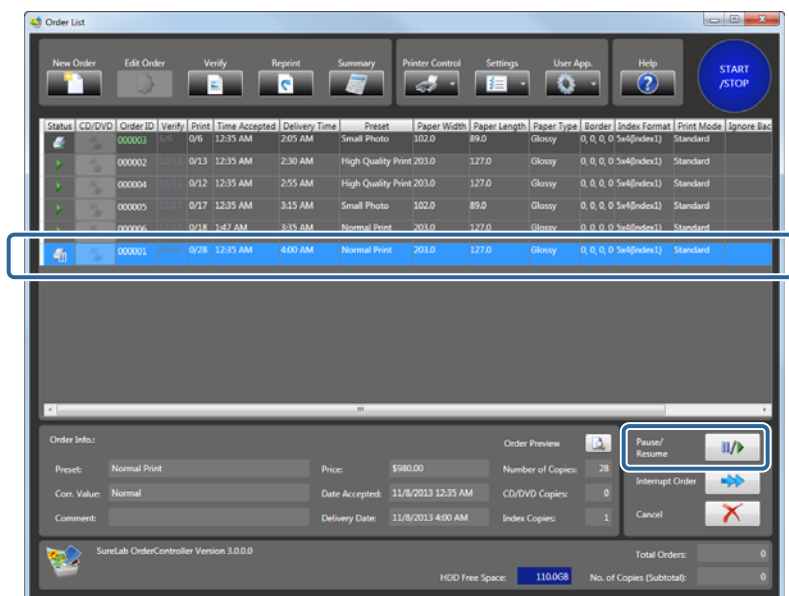 Order List
New Order Edit Order Verify Reprint Summary Printer Control Settings User App. Help
START
/STOP
Status CD/DVD Order ID Verify Print Time Accepted Delivery Time Preset Paper Width Paper Length Paper Type Border Index Format Print Mode Ignore Bac
000003 6/6 0/6 12:35 AM 2:05 AM Small Photo 102.0 89.0 Glossy 0, 0, 0, 0 5x4(Index1) Standard
000002 12/12 0/13 12:35 AM 2:30 AM High Quality Print 203.0 127.0 Glossy 0, 0, 0, 0 5x4(Index1) Standard
000004 11/11 0/12 12:35 AM 2:55 AM High Quality Print 203.0 127.0 Glossy 0, 0, 0, 0 5x4(Index1) Standard
000005 17/17 0/17 12:35 AM 3:15 AM Small Photo 102.0 89.0 Glossy 0, 0, 0, 0 5x4(Index1) Standard
000006 0/18 1:47 AM 3:35 AM Normal Print 203.0 127.0 Glossy 0, 0, 0, 0 5x4(Index1) Standard
000001 0/28 12:35 AM 4:00 AM Normal Print 203.0 127.0 Glossy 0, 0, 0, 0 5x4(Index1) Standard
Order Info.: Order Preview
Preset: Normal Print Price: $980.00 Number of Copies: 28
Corr. Value: Normal Date Accepted: 11/8/2013 12:35 AM CD/DVD Copies: 0
Comment: Delivery Date: 11/8/2013 4:00 AM Index Copies: 1
Pause/
Resume
Interrupt Order
Cancel
SureLab OrderController Version 3.0.0.0 Total Orders: 0
HDD Free Space: 110.0GB No. of Copies (Subtotal): 0